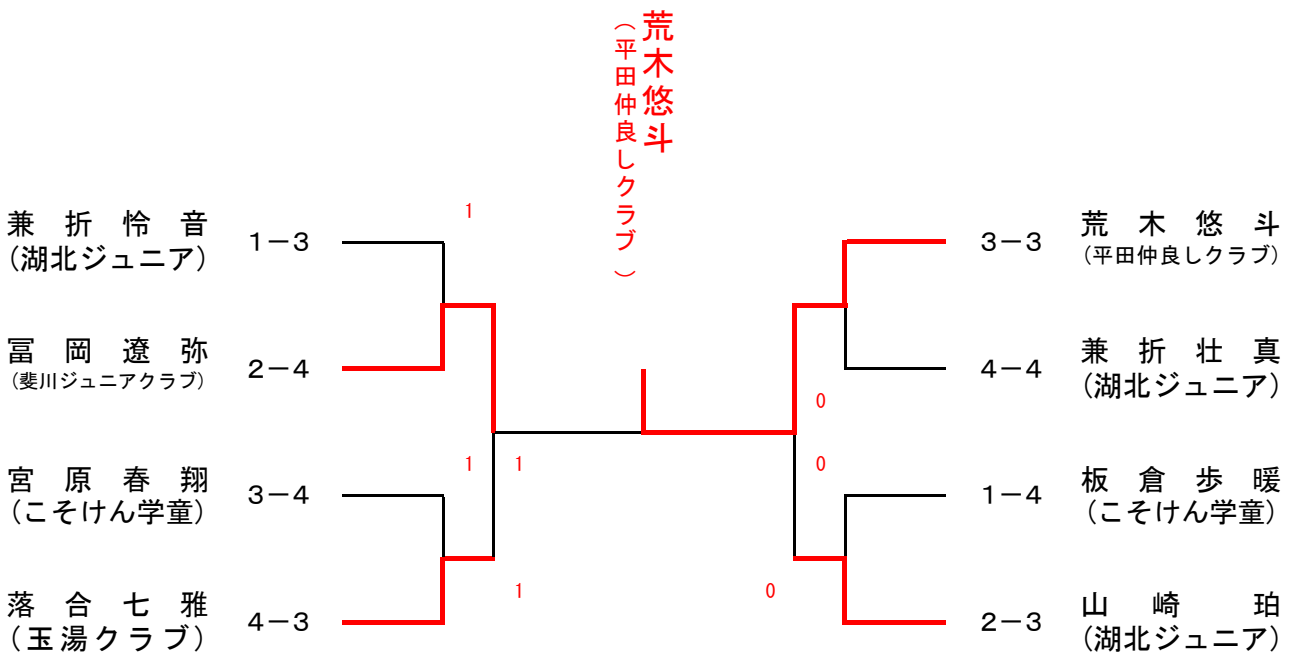 荒木悠斗
（平田仲良しクラブ）
兼折怜音
(湖北ジュニア)
1－3
1
冨岡遼弥
(斐川ジュニアクラブ)
2－4
宮原春翔
(こそけん学童)
3－4
1
1
落合七雅
(玉湯クラブ)
4－3
1
3－3
荒木悠斗
(平田仲良しクラブ)
4－4
兼折壮真
(湖北ジュニア)
0
0
1－4
板倉歩暖
(こそけん学童)
0
2－3
山崎珀
(湖北ジュニア)